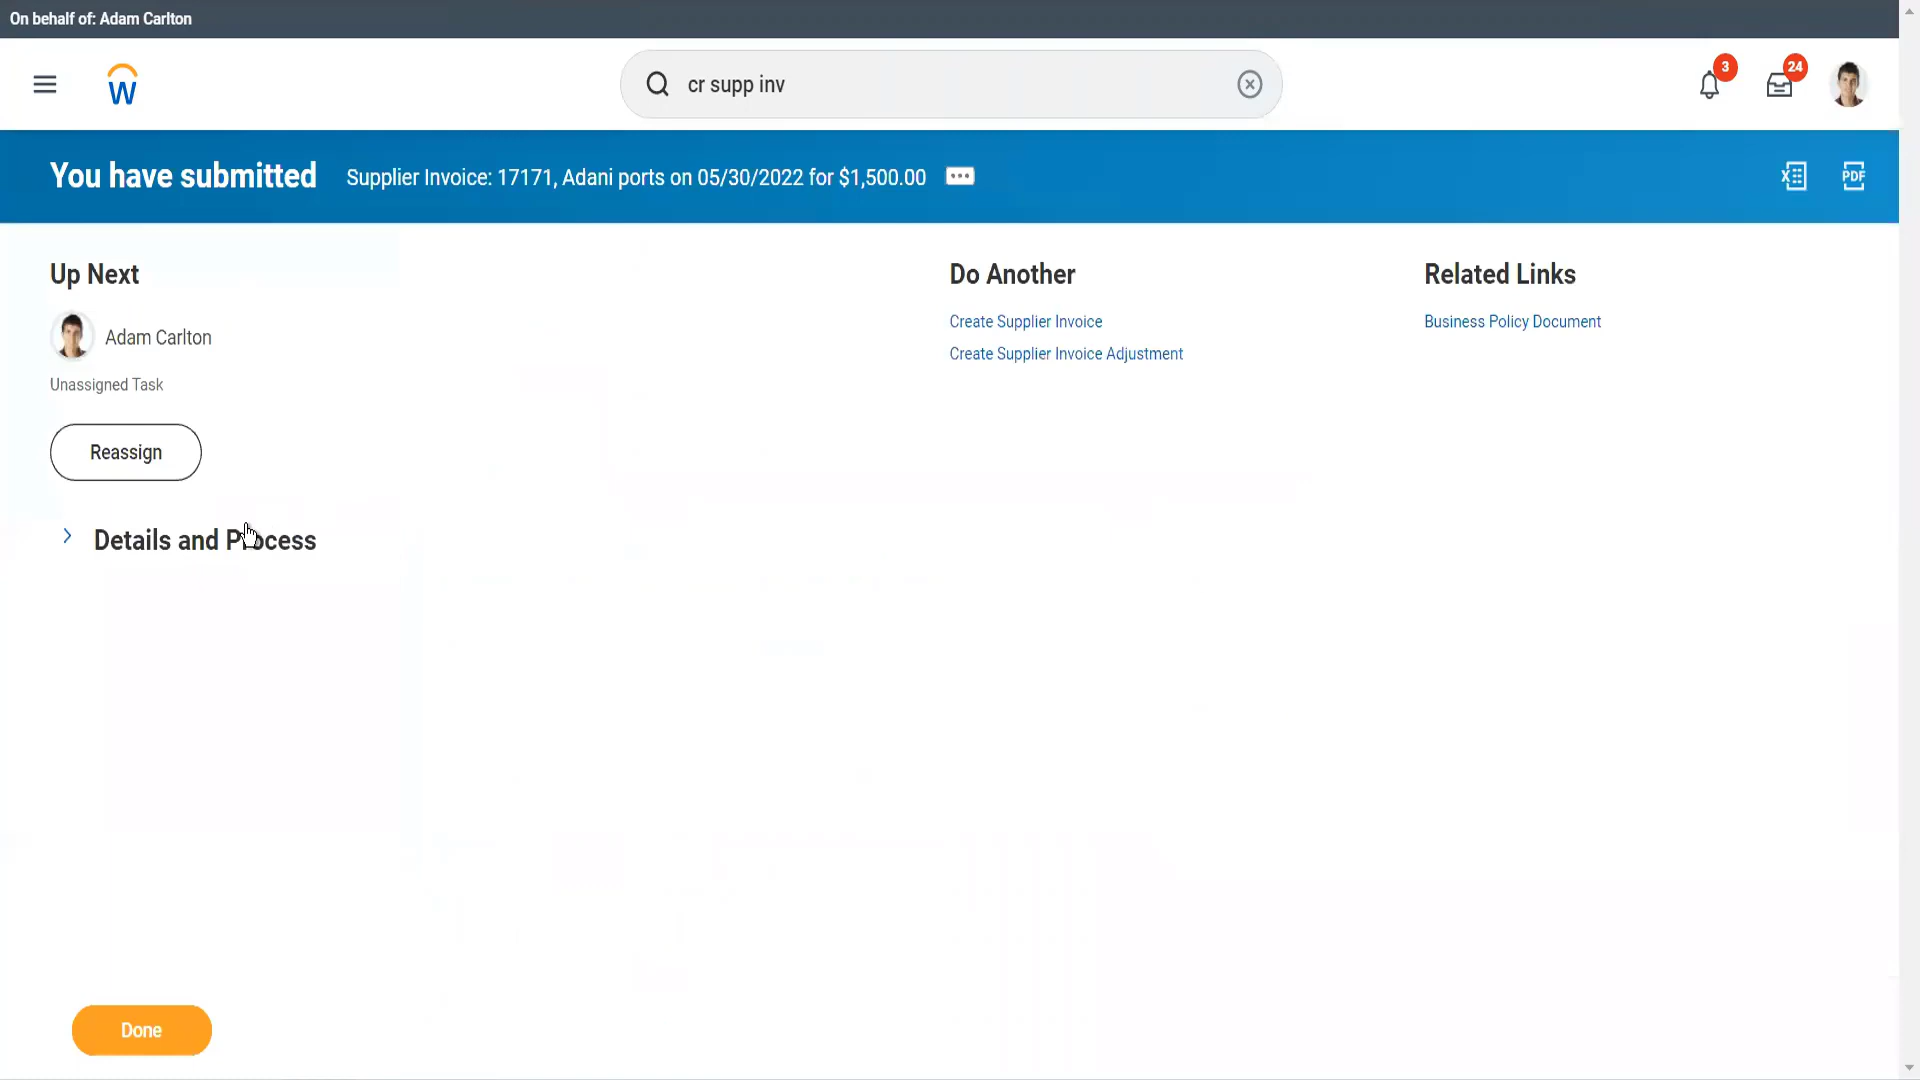 On behalf of: Adam Carlton
W
cr supp inv
3
24
You have submitted
Supplier Invoice: 17171, Adani ports on 05/30/2022 for $1,500.00
X
PDF
Up Next
Adam Carlton
Unassigned Task
Reassign
Details and Process
Do Another
Create Supplier Invoice
Create Supplier Invoice Adjustment
Related Links
Business Policy Document
Done